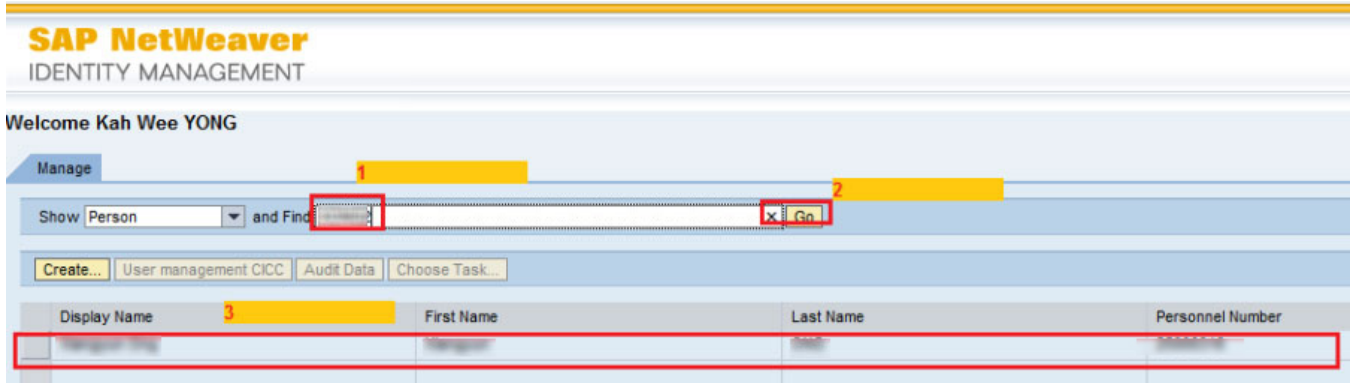 SAP NetWeaver
IDENTITY MANAGEMENT
Welcome Kah Wee YONG
Manage
1
2
Show Person and Find × Go
Create... User management CICC Audit Data Choose Task...
3
Display Name First Name Last Name Personnel Number